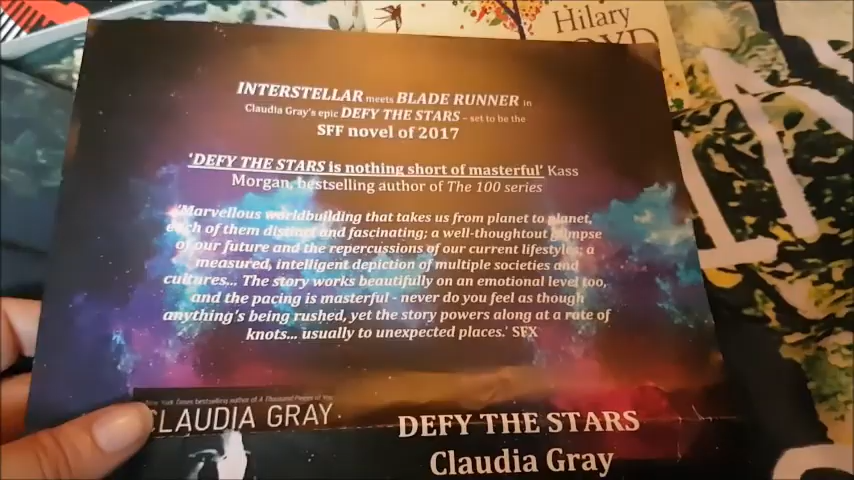 Hilary
INTERSTELLAR meets BLADE RUNNER in
Claudia Gray's epic DEFY THE STARS - set to be the
SFF novel of 2017
'DEFY THE STARS is nothing short of masterful' Kass
Morgan, bestselling author of The 100 series
'Marvellous worldbuilding that takes us from planet to planet,
each of them distinct and fascinating; a well-thoutout glimpse
of our future and the repercussions of our current lifestyles; a
measured, intelligent depiction of multiple societies and
cultures... The story works beautifully on an emotional level too,
and the pacing is masterful - never do you feel as though
anything's being rushed, yet the story powers along at a rate of
knots... usually to unexpected places.' SFX
New York Times bestselling author of A Thousand Pieces of You
CLAUDIA GRAY
DEFY THE STARS
Claudia Gray